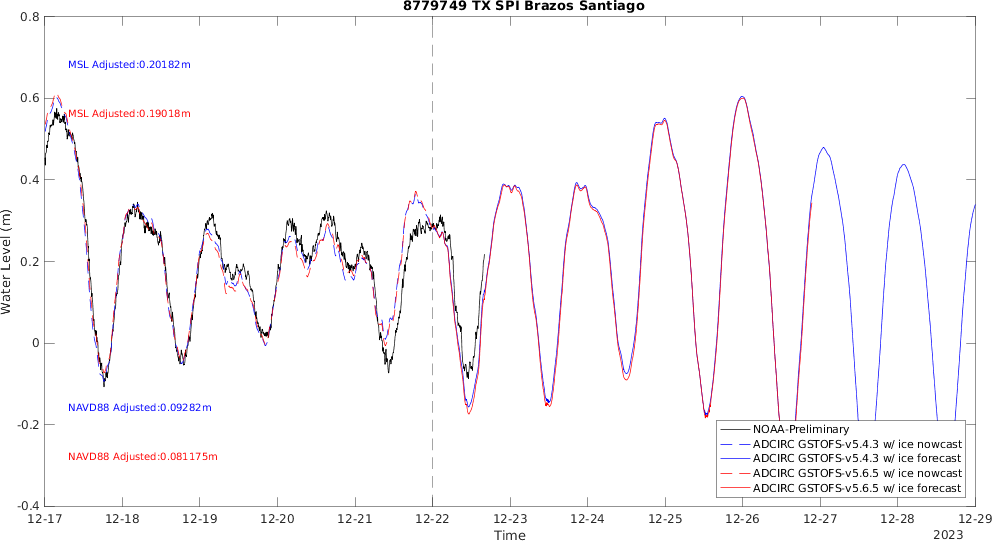 8779749 TX SPI Brazos Santiago
0.8
0.6
0.4
0.2
0
-0.2
-0.4
Water Level (m)
MSL Adjusted:0.20182m
MSL Adjusted:0.19018m
NAVD88 Adjusted:0.09282m
NAVD88 Adjusted:0.081175m
NOAA-Preliminary
ADCIRC GSTOFS-v5.4.3 w/ ice nowcast
ADCIRC GSTOFS-v5.4.3 w/ ice forecast
ADCIRC GSTOFS-v5.6.5 w/ ice nowcast
ADCIRC GSTOFS-v5.6.5 w/ ice forecast
12-17 12-18 12-19 12-20 12-21 12-22 12-23 12-24 12-25 12-26 12-27 12-28 12-29
Time
2023